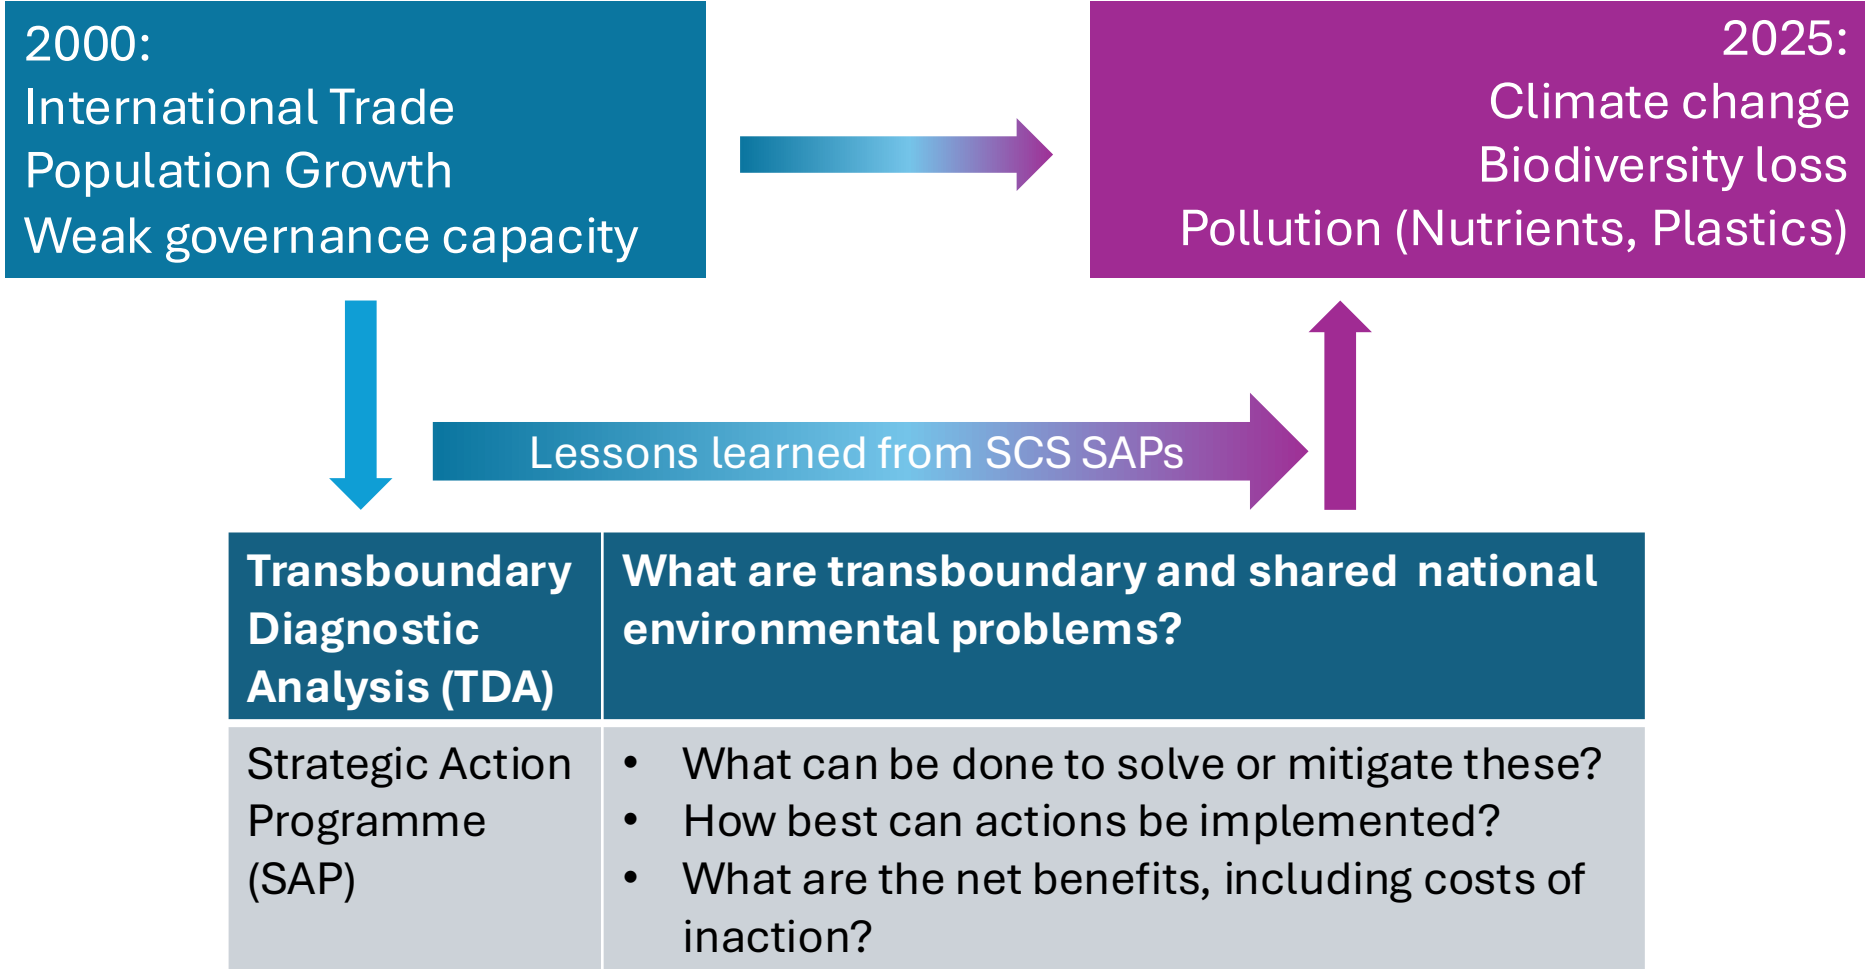 2000:
International Trade
Population Growth
Weak governance capacity
2025:
Climate change
Biodiversity loss
Pollution (Nutrients, Plastics)
Lessons learned from SCS SAPs
Transboundary
Diagnostic
Analysis (TDA)
What are transboundary and shared national
environmental problems?
Strategic Action
Programme
(SAP)
• What can be done to solve or mitigate these?
• How best can actions be implemented?
• What are the net benefits, including costs of
inaction?